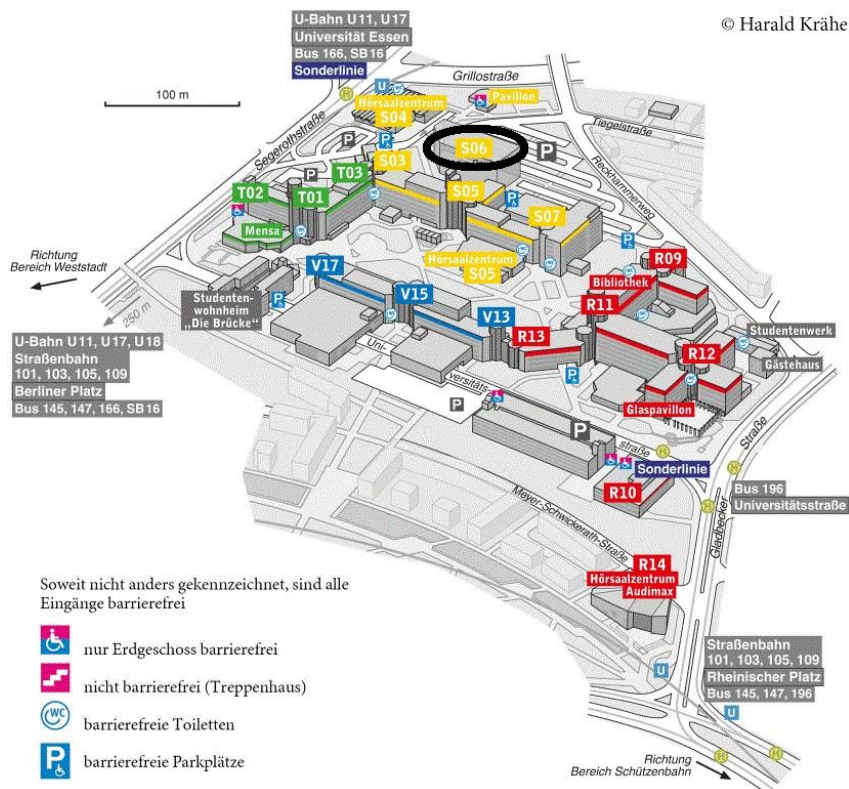 © Harald Krähe
U-Bahn U11, U17
Universität Essen
Bus 166, SB16
Sonderlinie
100 m
Grillostraße
Segerothstraße
Tiegelstraße
Reckhammerweg
U
H
Pavillon
Hörsaalzentrum
S04
P
S06
P
S03
T03
P
T02
T01
S05
S07
Mensa
Hörsaalzentrum
S05
Richtung
Bereich Weststadt
250 m
Studenten-
wohnheim
„Die Brücke“
V17
V15
V13
R09
Bibliothek
R11
R13
R12
Studentenwerk
Gästehaus
Glaspavillon
U-Bahn U11, U17, U18
Straßenbahn
101, 103, 105, 109
Berliner Platz
Bus 145, 147, 166, SB16
Uni-
versitäts-
straße
P
P
H
Sonderlinie
R10
H
H
Bus 196
Universitätsstraße
Gladbecker
Straße
Meyer-Schwickerath-Straße
R14
Hörsaalzentrum
Audimax
Straßenbahn
101, 103, 105, 109
Rheinischer Platz
Bus 145, 147, 196
U
U
H
H
Richtung
Bereich Schützenbahn
Soweit nicht anders gekennzeichnet, sind alle
Eingänge barrierefrei
nur Erdgeschoss barrierefrei
nicht barrierefrei (Treppenhaus)
WC barrierefreie Toiletten
P barrierefreie Parkplätze